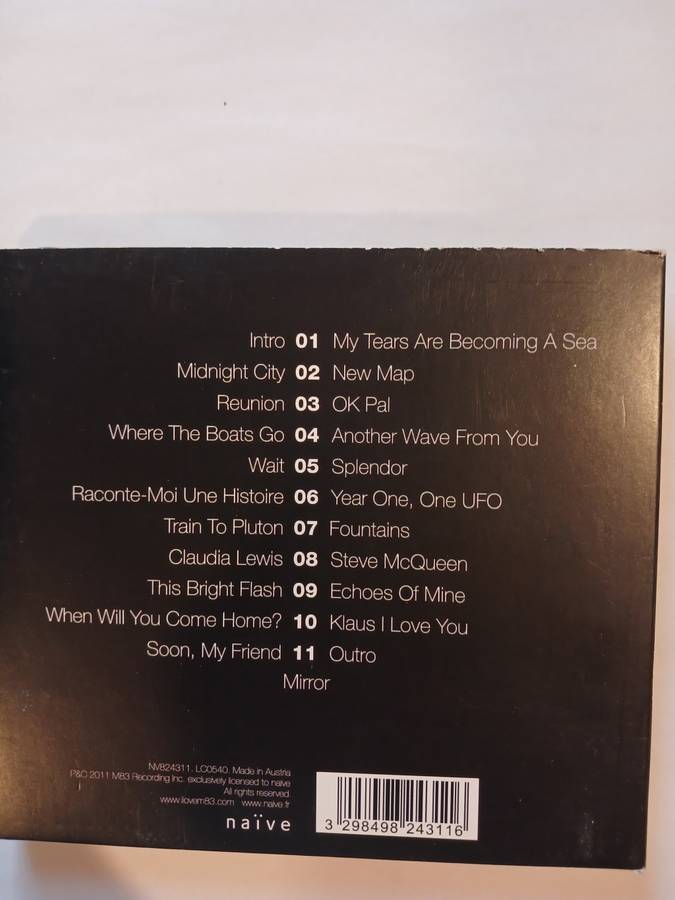 Intro 01 My Tears Are Becoming A Sea
Midnight City 02 New Map
Reunion 03 OK Pal
Where The Boats Go 04 Another Wave From You
Wait 05 Splendor
Raconte-Moi Une Histoire 06 Year One, One UFO
Train To Pluton 07 Fountains
Claudia Lewis 08 Steve McQueen
This Bright Flash 09 Echoes Of Mine
When Will You Come Home? 10 Klaus I Love You
Soon, My Friend 11 Outro
Mirror
NV824311. LC0540. Made in Austria
P&C 2011 M83 Recording Inc. exclusively licensed to naïve
All rights reserved.
www.ilovem83.com www.naive.fr
naïve
3 298498 243116